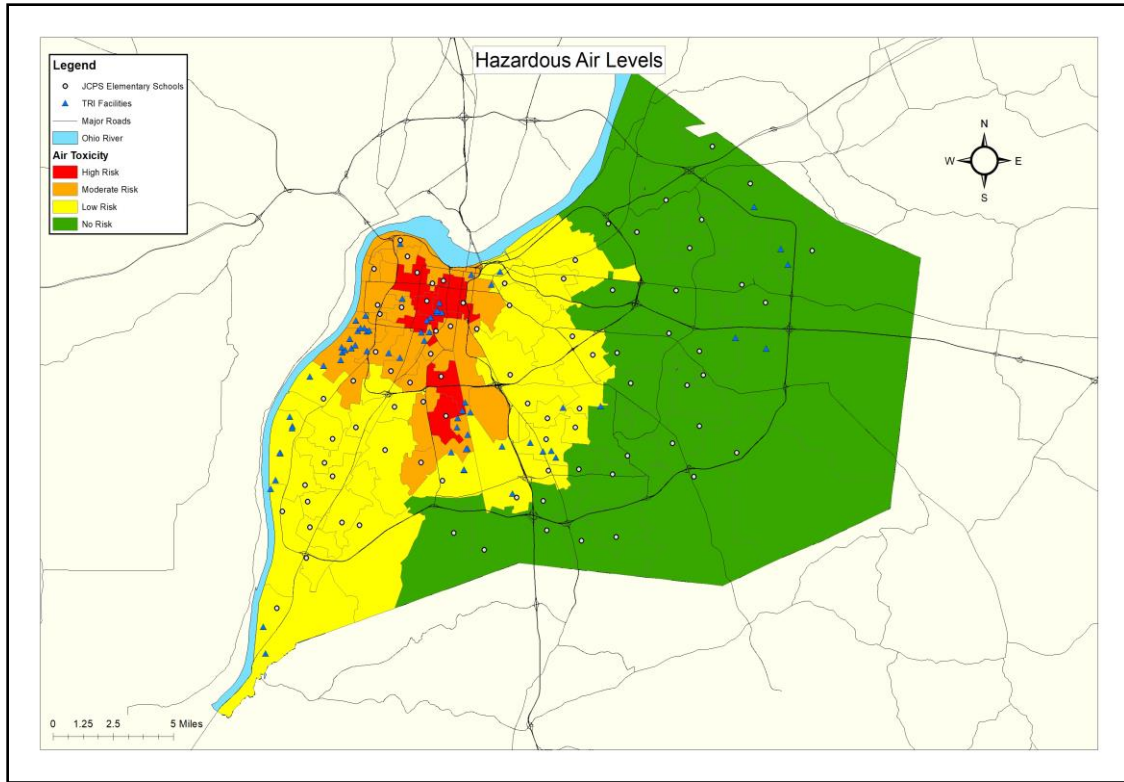 Hazardous Air Levels
Legend
JCPS Elementary Schools
TRI Facilities
Major Roads
Ohio River
Air Toxicity
High Risk
Moderate Risk
Low Risk
No Risk
N
W E
S
0 1.25 2.5 5 Miles